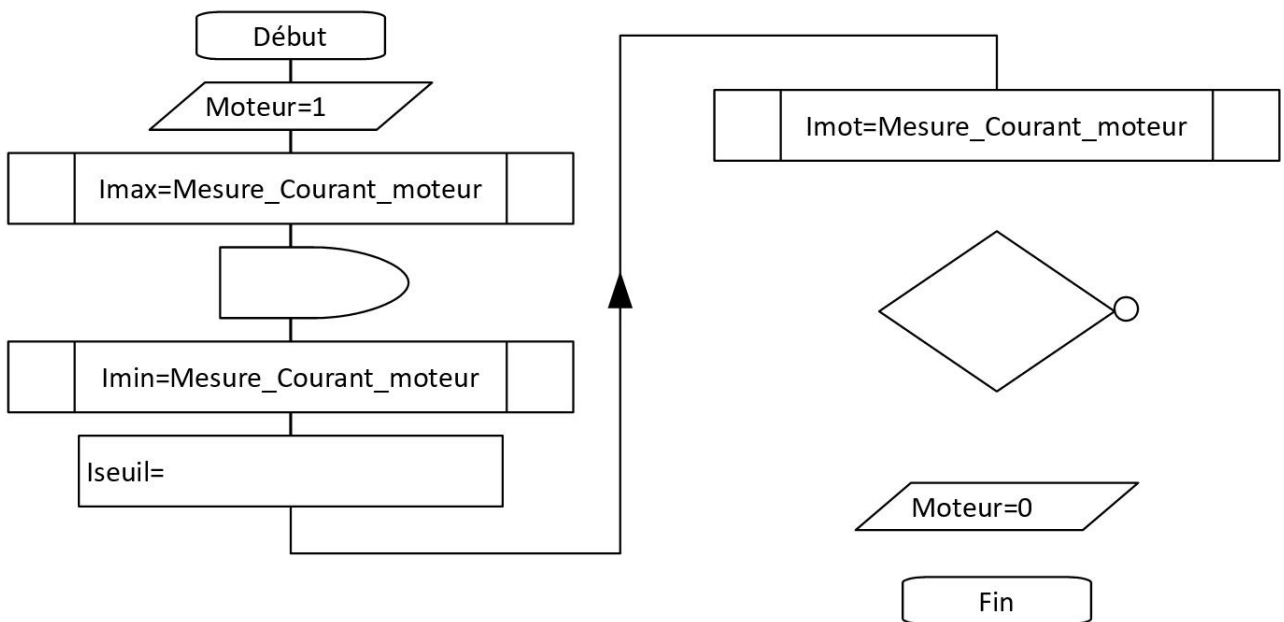 Début
Moteur=1
Imax=Mesure_Courant_moteur
Imin=Mesure_Courant_moteur
Iseuil=
Imot=Mesure_Courant_moteur
Moteur=0
Fin